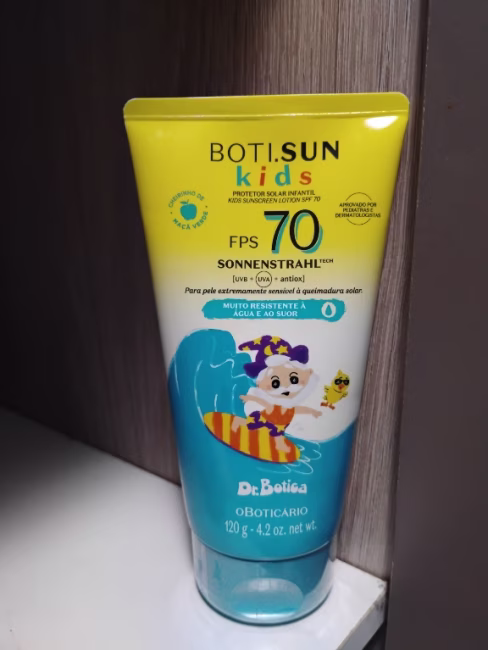 BOTI.SUN
kids
PROTETOR SOLAR INFANTIL
KIDS SUNSCREEN LOTION SPF 70
CHEIRINHO DE
MAÇÃ VERDE
APROVADO POR
PEDIATRAS E
DERMATOLOGISTAS
FPS 70
SONNENSTRAHL TECH
[UVB + UVA + antiox]
Para pele extremamente sensível à queimadura solar.
MUITO RESISTENTE À
ÁGUA E AO SUOR
Dr. Botica
OBOTICÁRIO
120 g - 4.2 oz. net wt.